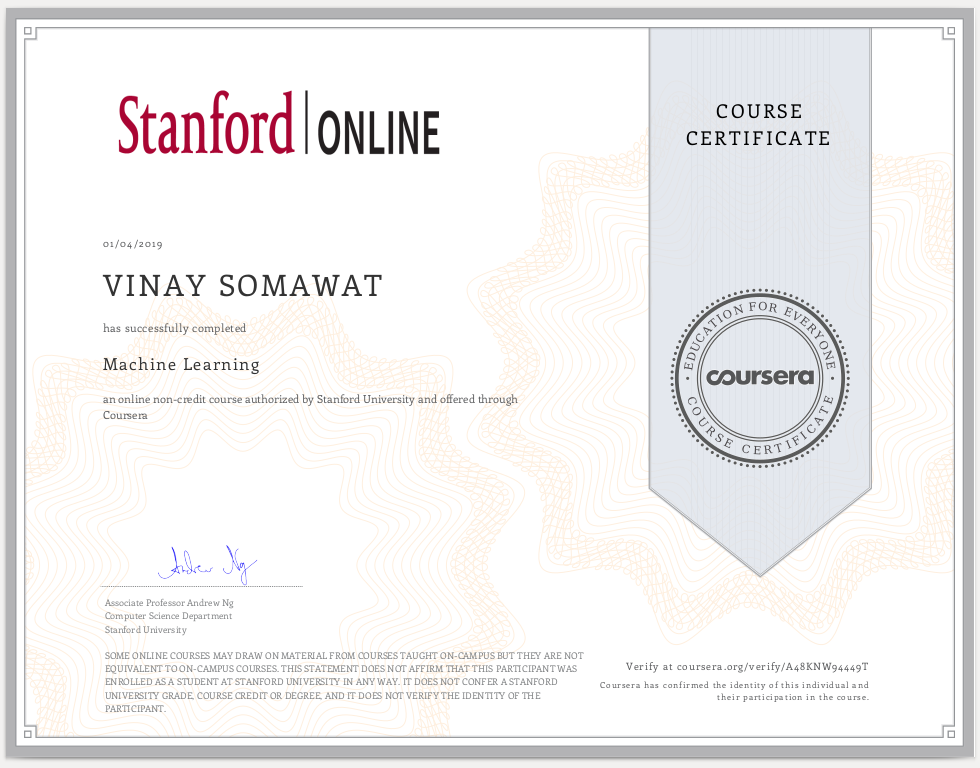 Stanford | ONLINE
COURSE
CERTIFICATE
01/04/2019
VINAY SOMAWAT
has successfully completed
Machine Learning
an online non-credit course authorized by Stanford University and offered through
Coursera
EDUCATION FOR EVERYONE
coursera
COURSE CERTIFICATE
Andrew Ng
Associate Professor Andrew Ng
Computer Science Department
Stanford University
SOME ONLINE COURSES MAY DRAW ON MATERIAL FROM COURSES TAUGHT ON-CAMPUS BUT THEY ARE NOT
EQUIVALENT TO ON-CAMPUS COURSES. THIS STATEMENT DOES NOT AFFIRM THAT THIS PARTICIPANT WAS
ENROLLED AS A STUDENT AT STANFORD UNIVERSITY IN ANY WAY. IT DOES NOT CONFER A STANFORD
UNIVERSITY GRADE, COURSE CREDIT OR DEGREE, AND IT DOES NOT VERIFY THE IDENTITY OF THE
PARTICIPANT.
Verify at coursera.org/verify/A48KNW94449T
Coursera has confirmed the identity of this individual and
their participation in the course.